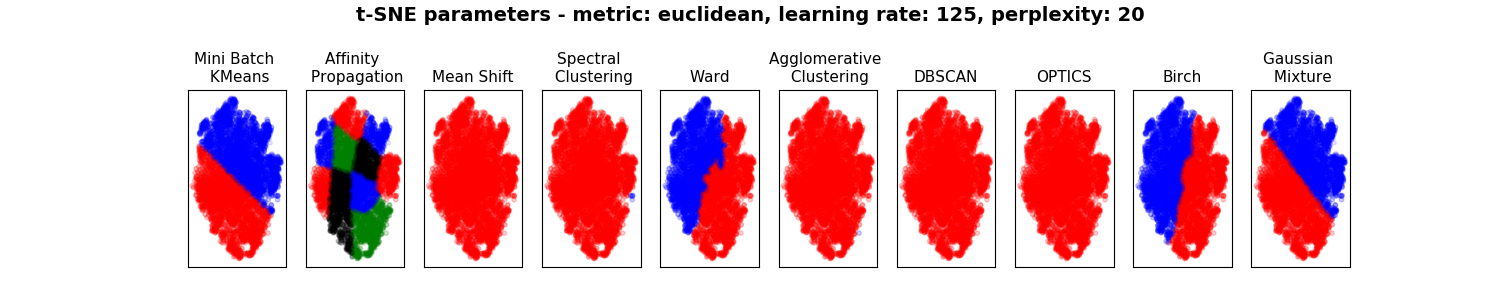 t-SNE parameters - metric: euclidean, learning rate: 125, perplexity: 20
Mini Batch
KMeans
Affinity
Propagation
Mean Shift
Spectral
Clustering
Ward
Agglomerative
Clustering
DBSCAN
OPTICS
Birch
Gaussian
Mixture